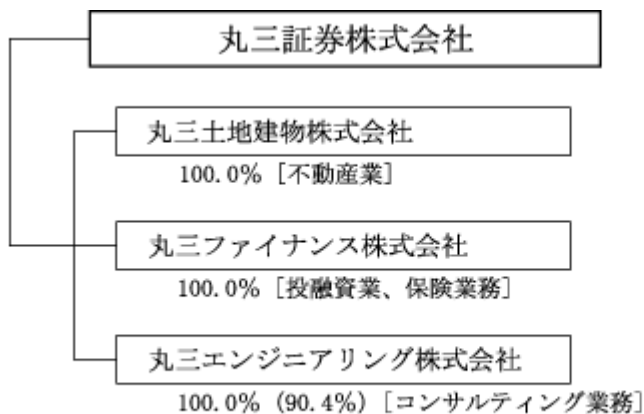 丸三証券株式会社
丸三土地建物株式会社
100.0% [不動産業]
丸三ファイナンス株式会社
100.0% [投融資業、保険業務]
丸三エンジニアリング株式会社
100.0% (90.4%) [コンサルティング業務]